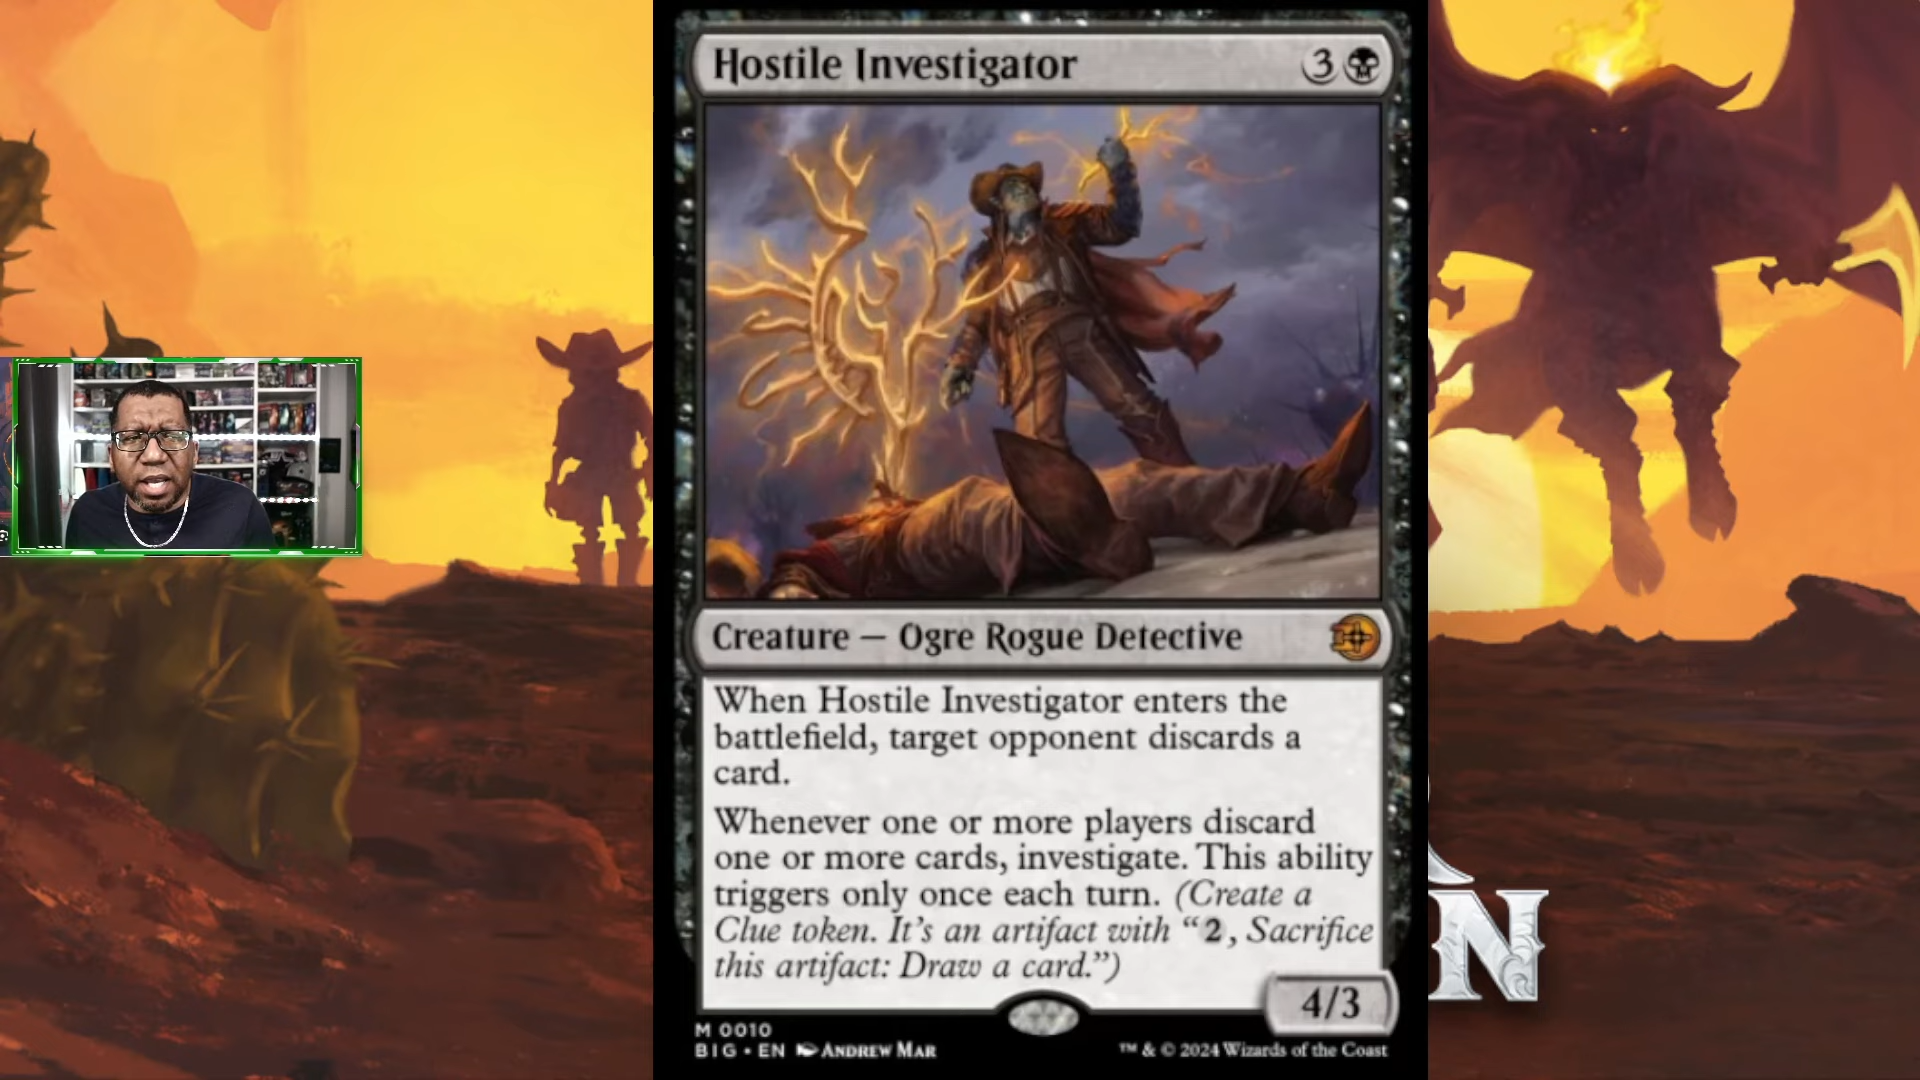 Hostile Investigator 3
Creature — Ogre Rogue Detective
When Hostile Investigator enters the
battlefield, target opponent discards a
card.
Whenever one or more players discard
one or more cards, investigate. This ability
triggers only once each turn. (Create a
Clue token. It's an artifact with “2, Sacrifice
this artifact: Draw a card.”)
4/3
M 0010
BIG • EN ANDREW MAR
™ & © 2024 Wizards of the Coast
N